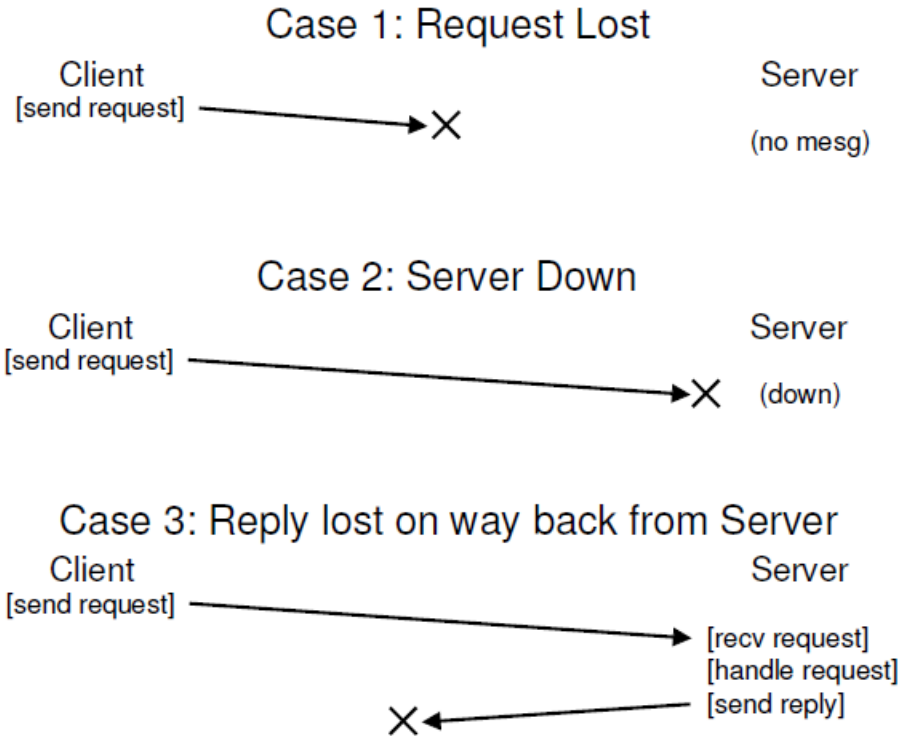 Case 1: Request Lost
Client Server
[send request]
(no mesg)
Case 2: Server Down
Client Server
[send request]
(down)
Case 3: Reply lost on way back from Server
Client Server
[send request]
[recv request]
[handle request]
[send reply]